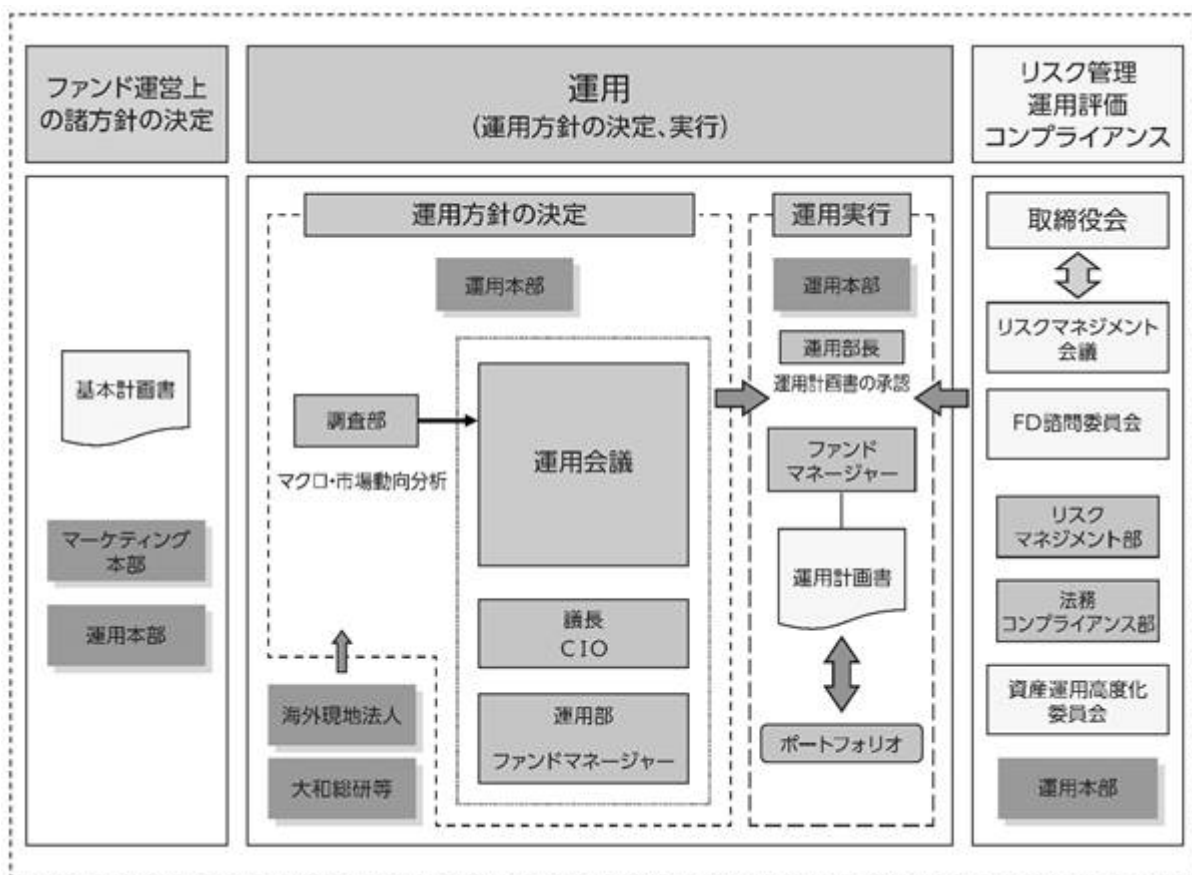 ファンド運営上
の諸方針の決定
基本計画書
マーケティング
本部
運用本部
運用
(運用方針の決定、実行)
運用方針の決定
運用本部
調査部
マクロ・市場動向分析
運用会議
議長
CIO
運用部
ファンドマネージャー
海外現地法人
大和総研等
運用実行
運用本部
運用部長
運用計画書の承認
ファンド
マネージャー
運用計画書
ポートフォリオ
リスク管理
運用評価
コンプライアンス
取締役会
リスクマネジメント
会議
FD諮問委員会
リスク
マネジメント部
法務
コンプライアンス部
資産運用高度化
委員会
運用本部